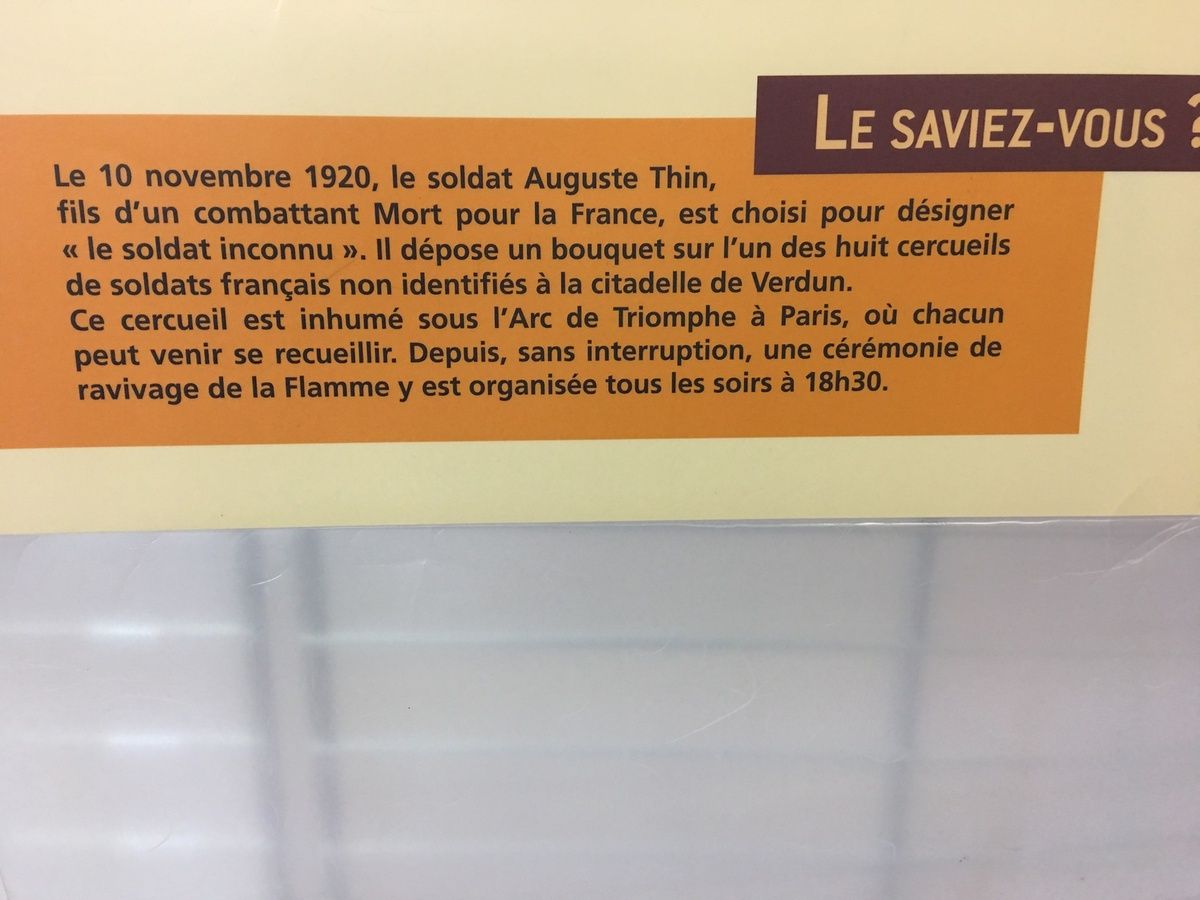 LE SAVIEZ-VOUS ?
Le 10 novembre 1920, le soldat Auguste Thin,
fils d'un combattant Mort pour la France, est choisi pour désigner
« le soldat inconnu ». Il dépose un bouquet sur l'un des huit cercueils
de soldats français non identifiés à la citadelle de Verdun.
Ce cercueil est inhumé sous l'Arc de Triomphe à Paris, où chacun
peut venir se recueillir. Depuis, sans interruption, une cérémonie de
ravivage de la Flamme y est organisée tous les soirs à 18h30.